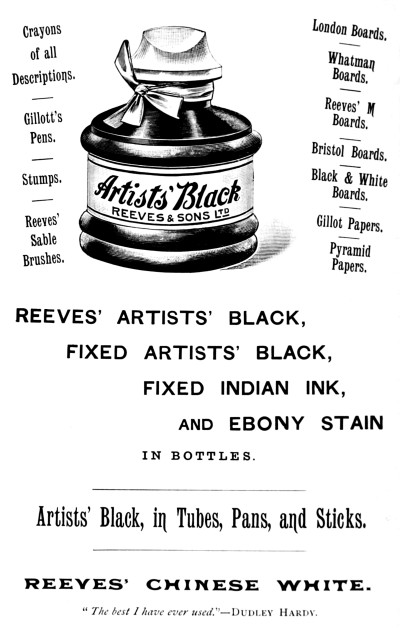 Crayons
of all
Descriptions.
Gillott's
Pens.
Stumps.
Reeves'
Sable
Brushes.
Artists' Black
REEVES & SONS LTD
London Boards.
Whatman
Boards.
Reeves' M
Boards.
Bristol Boards.
Black & White
Boards.
Gillot Papers.
Pyramid
Papers.
REEVES' ARTISTS' BLACK,
FIXED ARTISTS' BLACK,
FIXED INDIAN INK,
AND EBONY STAIN
IN BOTTLES.
Artists' Black, in Tubes, Pans, and Sticks.
REEVES' CHINESE WHITE.
"The best I have ever used."—DUDLEY HARDY.